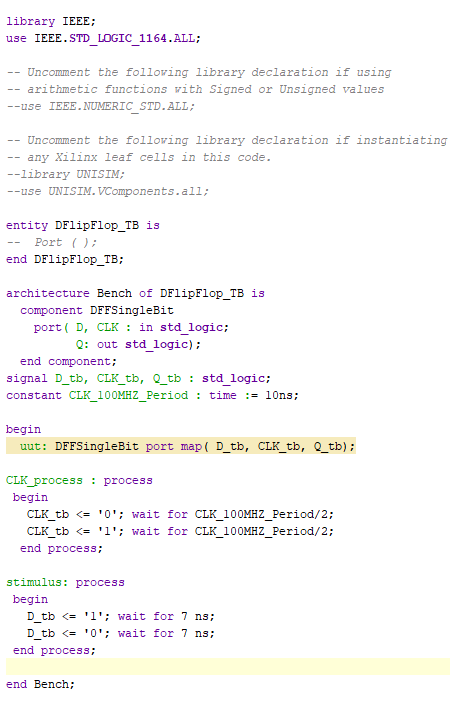 library IEEE;
use IEEE.STD_LOGIC_1164.ALL;
-- Uncomment the following library declaration if using
-- arithmetic functions with Signed or Unsigned values
--use IEEE.NUMERIC_STD.ALL;
-- Uncomment the following library declaration if instantiating
-- any Xilinx leaf cells in this code.
--library UNISIM;
--use UNISIM.VComponents.all;
entity DFlipFlop_TB is
--  Port ( );
end DFlipFlop_TB;
architecture Bench of DFlipFlop_TB is
  component DFFSingleBit
    port( D, CLK : in std_logic;
          Q: out std_logic);
  end component;
signal D_tb, CLK_tb, Q_tb : std_logic;
constant CLK_100MHZ_Period : time := 10ns;
begin
  uut: DFFSingleBit port map( D_tb, CLK_tb, Q_tb);
CLK_process : process
 begin
   CLK_tb <= '0'; wait for CLK_100MHZ_Period/2;
   CLK_tb <= '1'; wait for CLK_100MHZ_Period/2;
  end process;
stimulus: process
 begin
   D_tb <= '1'; wait for 7 ns;
   D_tb <= '0'; wait for 7 ns;
 end process;
end Bench;